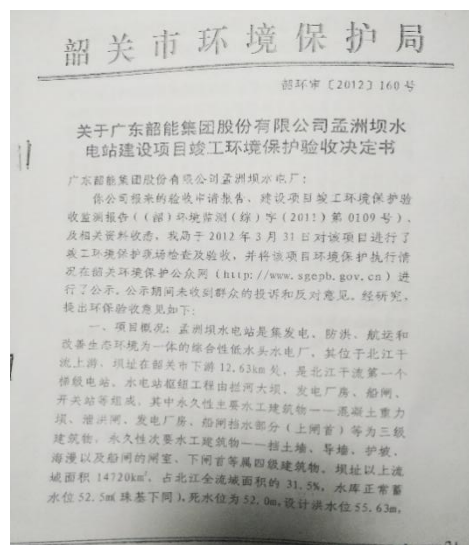 韶关市环境保护局
韶环审〔2012〕160号
关于广东韶能集团股份有限公司孟洲坝水
电站建设项目竣工环境保护验收决定书
广东韶能集团股份有限公司孟洲坝水电厂：
你公司报来的验收申请报告、建设项目竣工环境保护验
收监测报告（（韶）环境监测（综）字（2011）第0109号），
及相关资料收悉，我局于2012年3月31日对该项目进行了
竣工环境保护现场检查及验收，并将该项目环境保护执行情
况在韶关环境保护公众网（http://www.sgepb.gov.cn）进
行了公示，公示期间未收到群众的投诉和反对意见。经研究，
提出环保验收意见如下：
一、项目概况：孟洲坝水电站是集发电、防洪、航运和
改善生态环境为一体的综合性低水头水电厂，其位于北江干
流上游，坝址在韶关市下游12.63km处，是北江干流第一个
梯级电站。水电站枢纽工程由拦河大坝、发电厂房、船闸、
开关站等组成，其中永久性主要水工建筑物——混凝土重力
坝、泄洪闸、发电厂房、船闸挡水部分（上闸首）等为三级
建筑物，永久性次要水工建筑物——挡土墙、导墙、护坡、
海漫以及船闸的闸室、下闸首等属四级建筑物。坝址以上流
域面积14720km²，占北江全流域面积的31.5%，水库正常蓄
水位52.5m(珠基下同)，死水位为52.0m，设计洪水位55.63m，